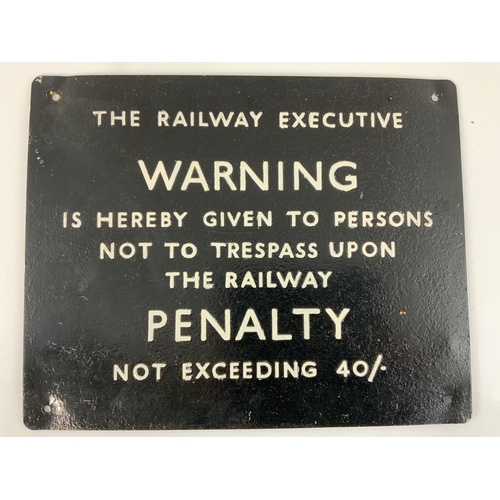 THE RAILWAY EXECUTIVE
WARNING
IS HEREBY GIVEN TO PERSONS
NOT TO TRESPASS UPON
THE RAILWAY
PENALTY
NOT EXCEEDING 40/-